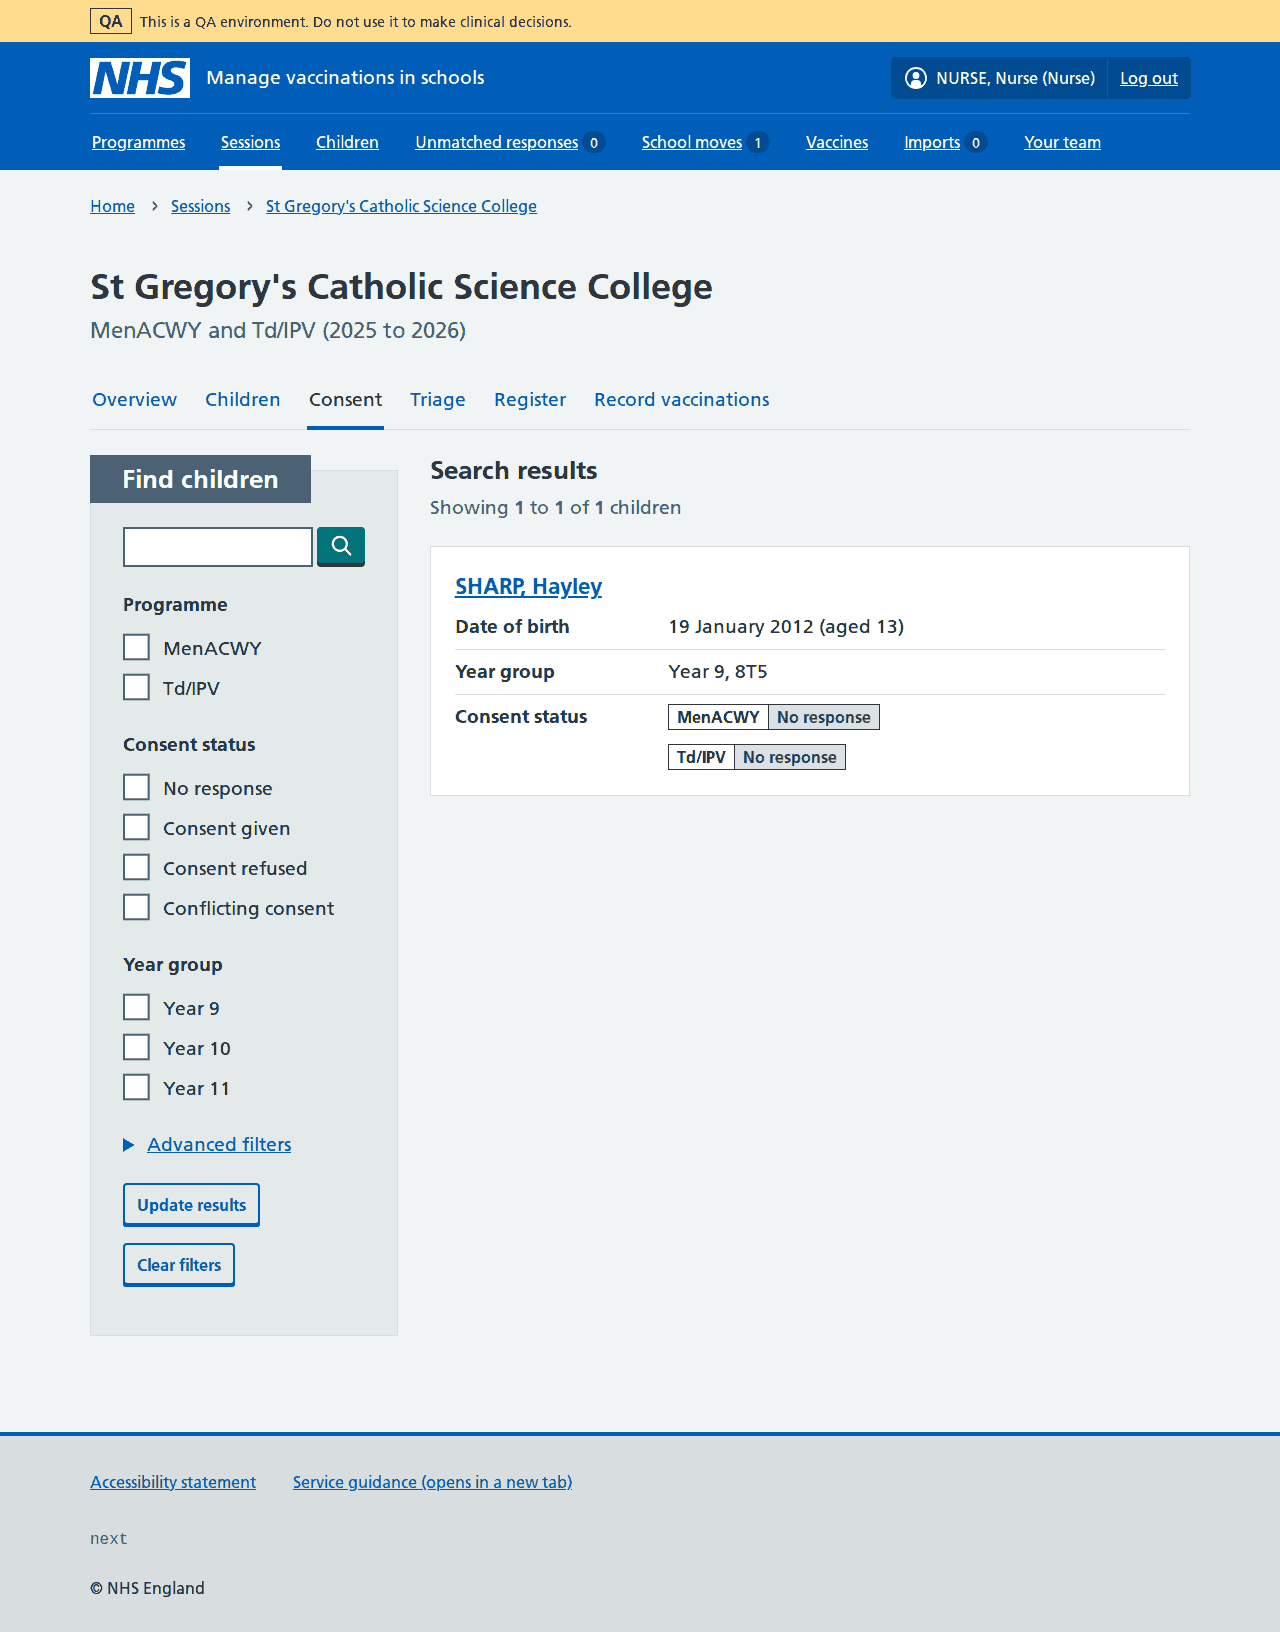 QA This is a QA environment. Do not use it to make clinical decisions.
NHS Manage vaccinations in schools NURSE, Nurse (Nurse) Log out
Programmes Sessions Children Unmatched responses 0 School moves 1 Vaccines Imports 0 Your team
Home Sessions St Gregory's Catholic Science College
St Gregory's Catholic Science College
MenACWY and Td/IPV (2025 to 2026)
Overview Children Consent Triage Register Record vaccinations
Find children
Programme
MenACWY
Td/IPV
Consent status
No response
Consent given
Consent refused
Conflicting consent
Year group
Year 9
Year 10
Year 11
Advanced filters
Update results
Clear filters
Search results
Showing 1 to 1 of 1 children
SHARP, Hayley
Date of birth 19 January 2012 (aged 13)
Year group Year 9, 8T5
Consent status MenACWY No response
Td/IPV No response
Accessibility statement Service guidance (opens in a new tab)
next
© NHS England